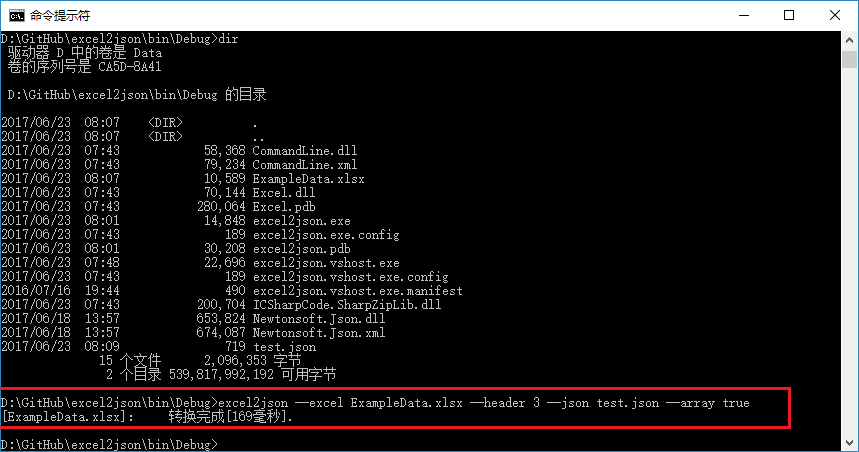 命令提示符
D:\GitHub\excel2json\bin\Debug>dir
驱动器 D 中的卷是 Data
卷的序列号是 CA5D-8A41
D:\GitHub\excel2json\bin\Debug 的目录
2017/06/23  08:07    <DIR>          .
2017/06/23  08:07    <DIR>          ..
2017/06/23  07:43            58,368 CommandLine.dll
2017/06/23  07:43            79,234 CommandLine.xml
2017/06/23  08:07            10,589 ExampleData.xlsx
2017/06/23  07:43            70,144 Excel.dll
2017/06/23  07:43           280,064 Excel.pdb
2017/06/23  08:01            14,848 excel2json.exe
2017/06/23  07:43               189 excel2json.exe.config
2017/06/23  08:01            30,208 excel2json.pdb
2017/06/23  07:48            22,696 excel2json.vshost.exe
2017/06/23  07:43               189 excel2json.vshost.exe.config
2016/07/16  19:44               490 excel2json.vshost.exe.manifest
2017/06/23  07:43           200,704 ICSharpCode.SharpZipLib.dll
2017/06/18  13:57           653,824 Newtonsoft.Json.dll
2017/06/18  13:57           674,087 Newtonsoft.Json.xml
2017/06/23  08:09               719 test.json
15 个文件      2,096,353 字节
2 个目录 539,817,992,192 可用字节
D:\GitHub\excel2json\bin\Debug>excel2json --excel ExampleData.xlsx --header 3 --json test.json --array true
[ExampleData.xlsx]:    转换完成[169毫秒].
D:\GitHub\excel2json\bin\Debug>